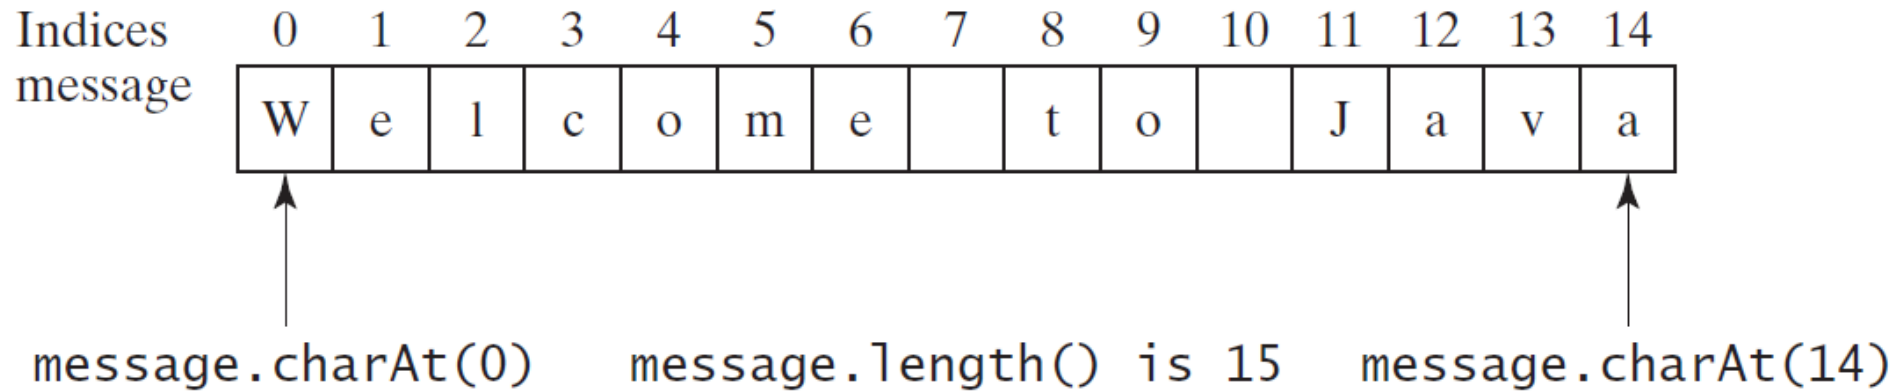 Indices 0 1 2 3 4 5 6 7 8 9 10 11 12 13 14
message
W e l c o m e t o J a v a
message.charAt(0) message.length() is 15 message.charAt(14)